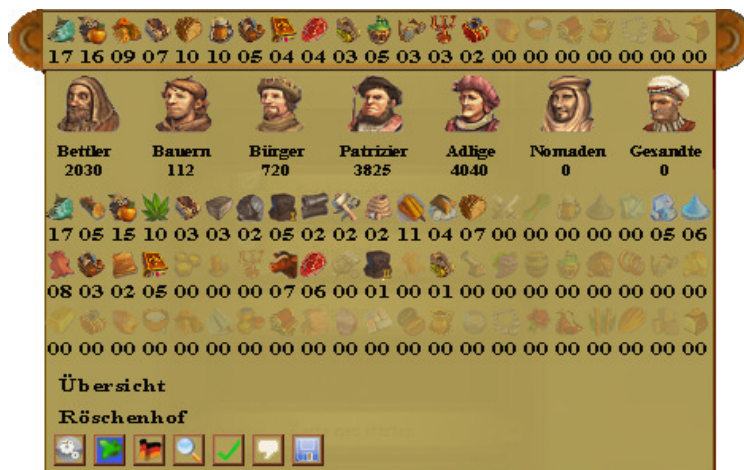 17 16 09 07 10 10 05 04 04 03 05 03 03 02 00 00 00 00 00 00 00
Bettler Bauern Bürger Patrizier Adlige Nomaden Gesandte
2030 112 720 3825 4040 0 0
17 05 15 10 03 03 02 05 02 02 02 11 04 07 00 00 00 00 00 05 06
08 03 02 05 00 00 00 07 06 00 01 00 01 00 00 00 00 00 00 00 00
00 00 00 00 00 00 00 00 00 00 00 00 00 00 00 00 00 00 00 00 00
Übersicht
Röschenhof